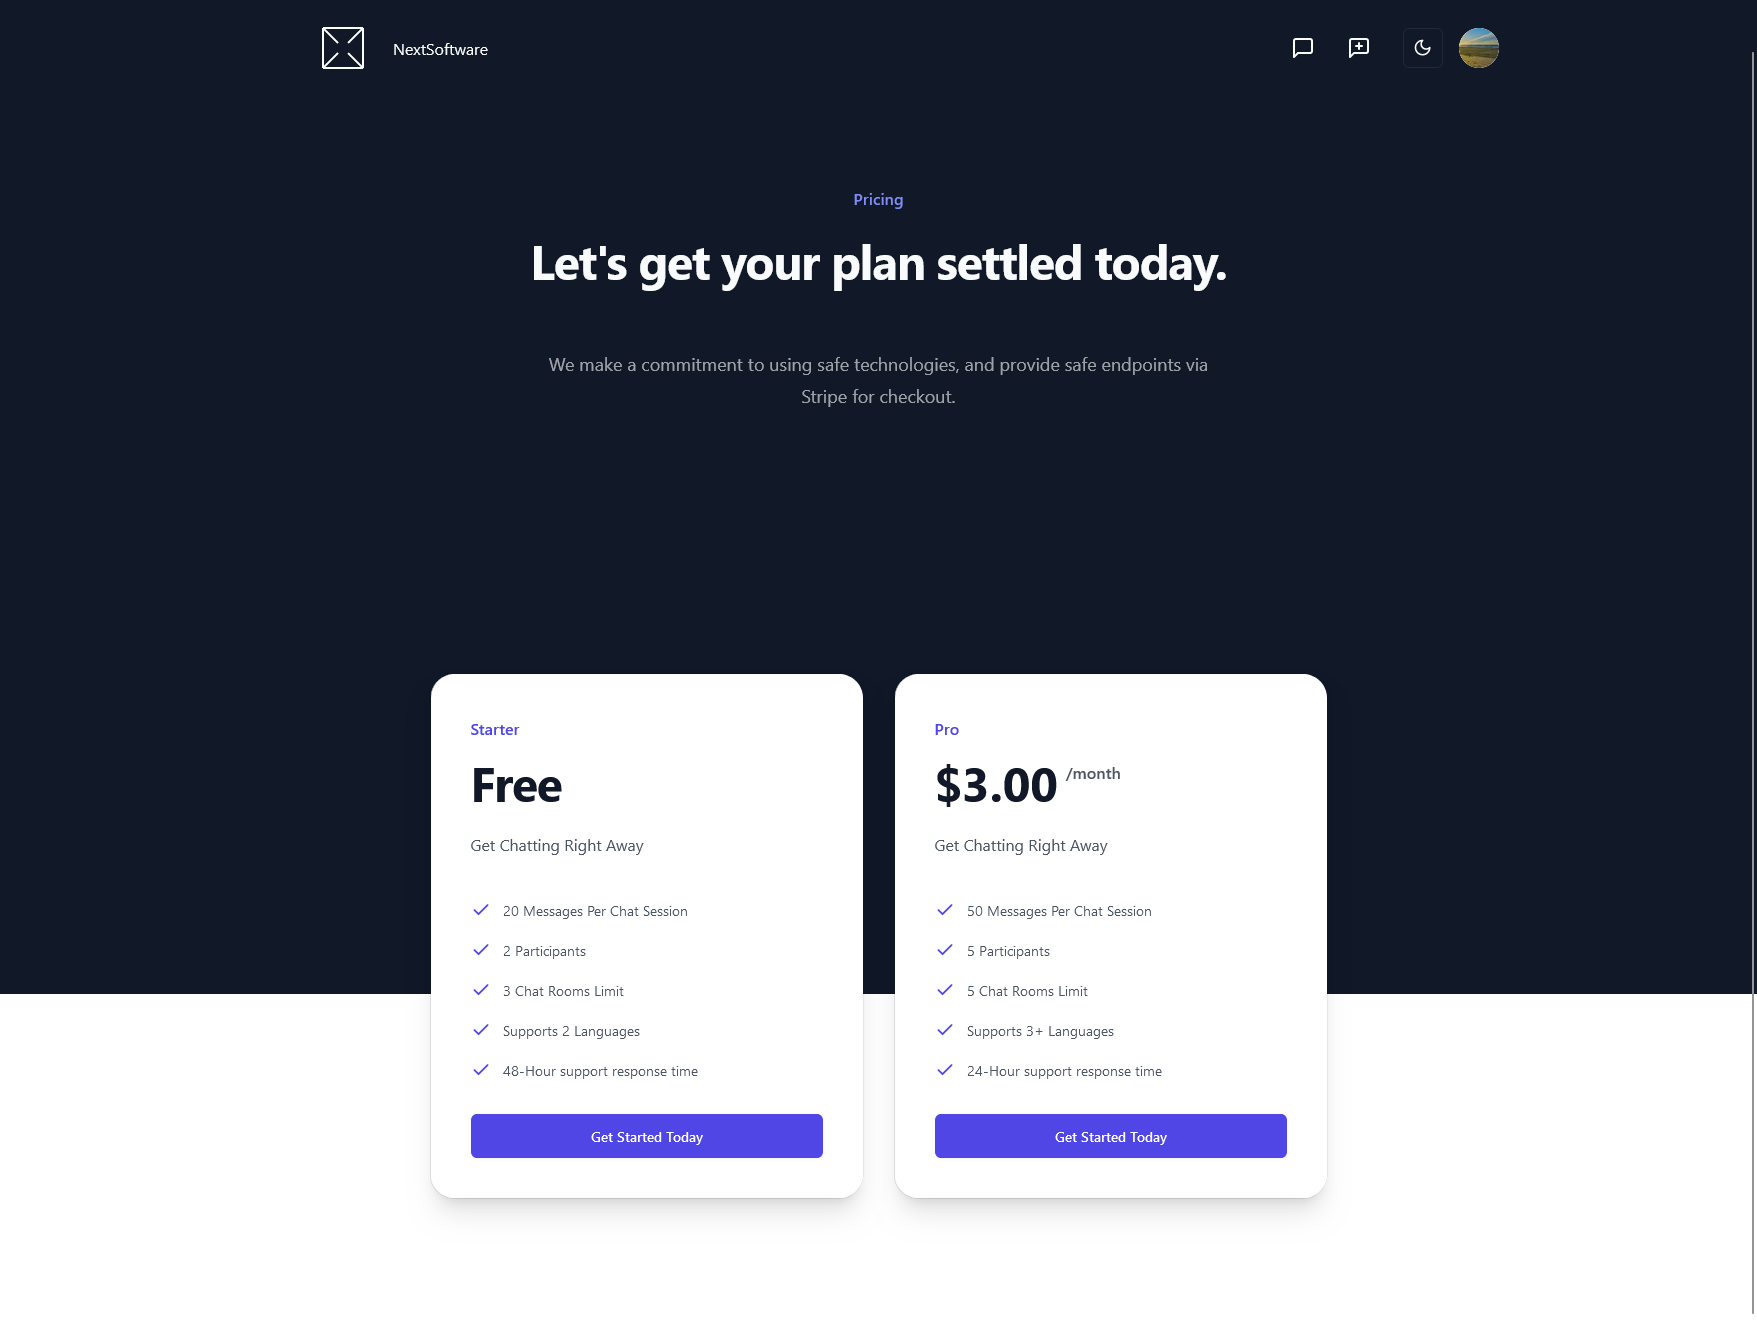 NextSoftware
Pricing
Let's get your plan settled today.
We make a commitment to using safe technologies, and provide safe endpoints via
Stripe for checkout.
Starter
Free
Get Chatting Right Away
20 Messages Per Chat Session
2 Participants
3 Chat Rooms Limit
Supports 2 Languages
48-Hour support response time
Get Started Today
Pro
$3.00 /month
Get Chatting Right Away
50 Messages Per Chat Session
5 Participants
5 Chat Rooms Limit
Supports 3+ Languages
24-Hour support response time
Get Started Today